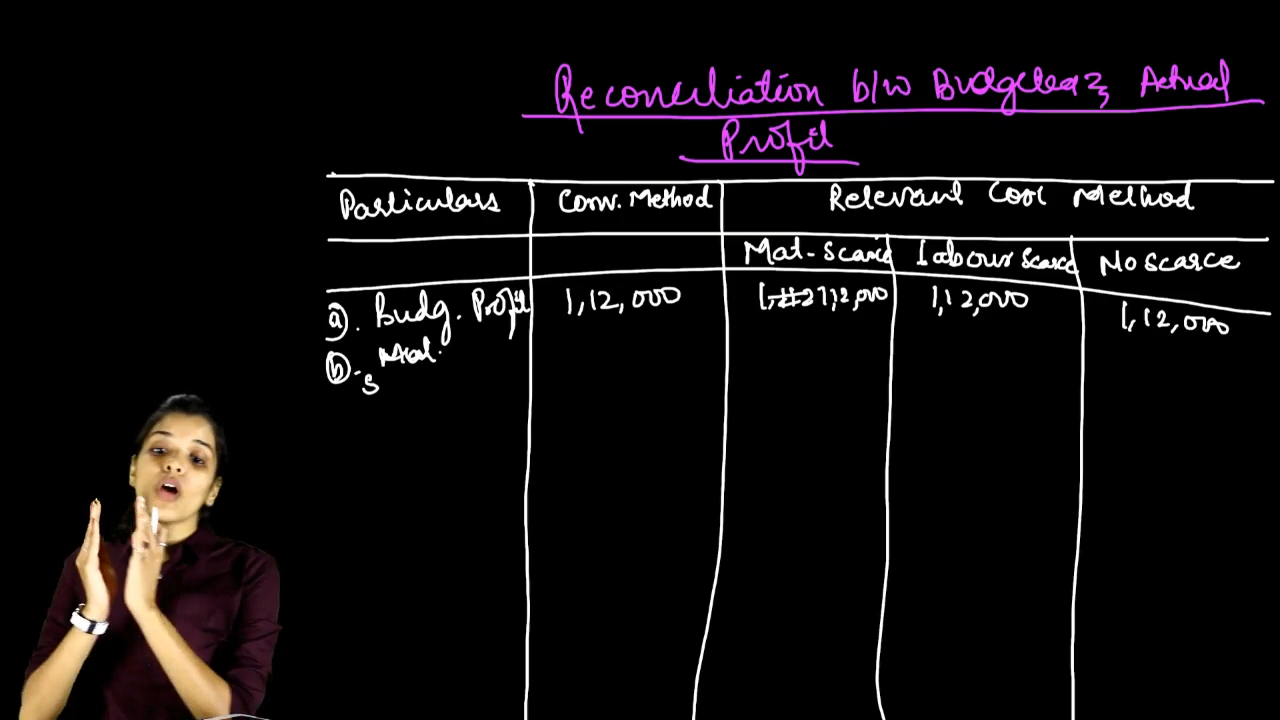 Reconciliation b/w Budgeted & Actual
Profit
Particulars Conv. Method Relevant Cost Method
Mat-Scarce Labour Scarce No Scarce
(a). Budg. Profit 1,12,000 1,12,000 1,12,000 1,12,000
(b). Mat.
S